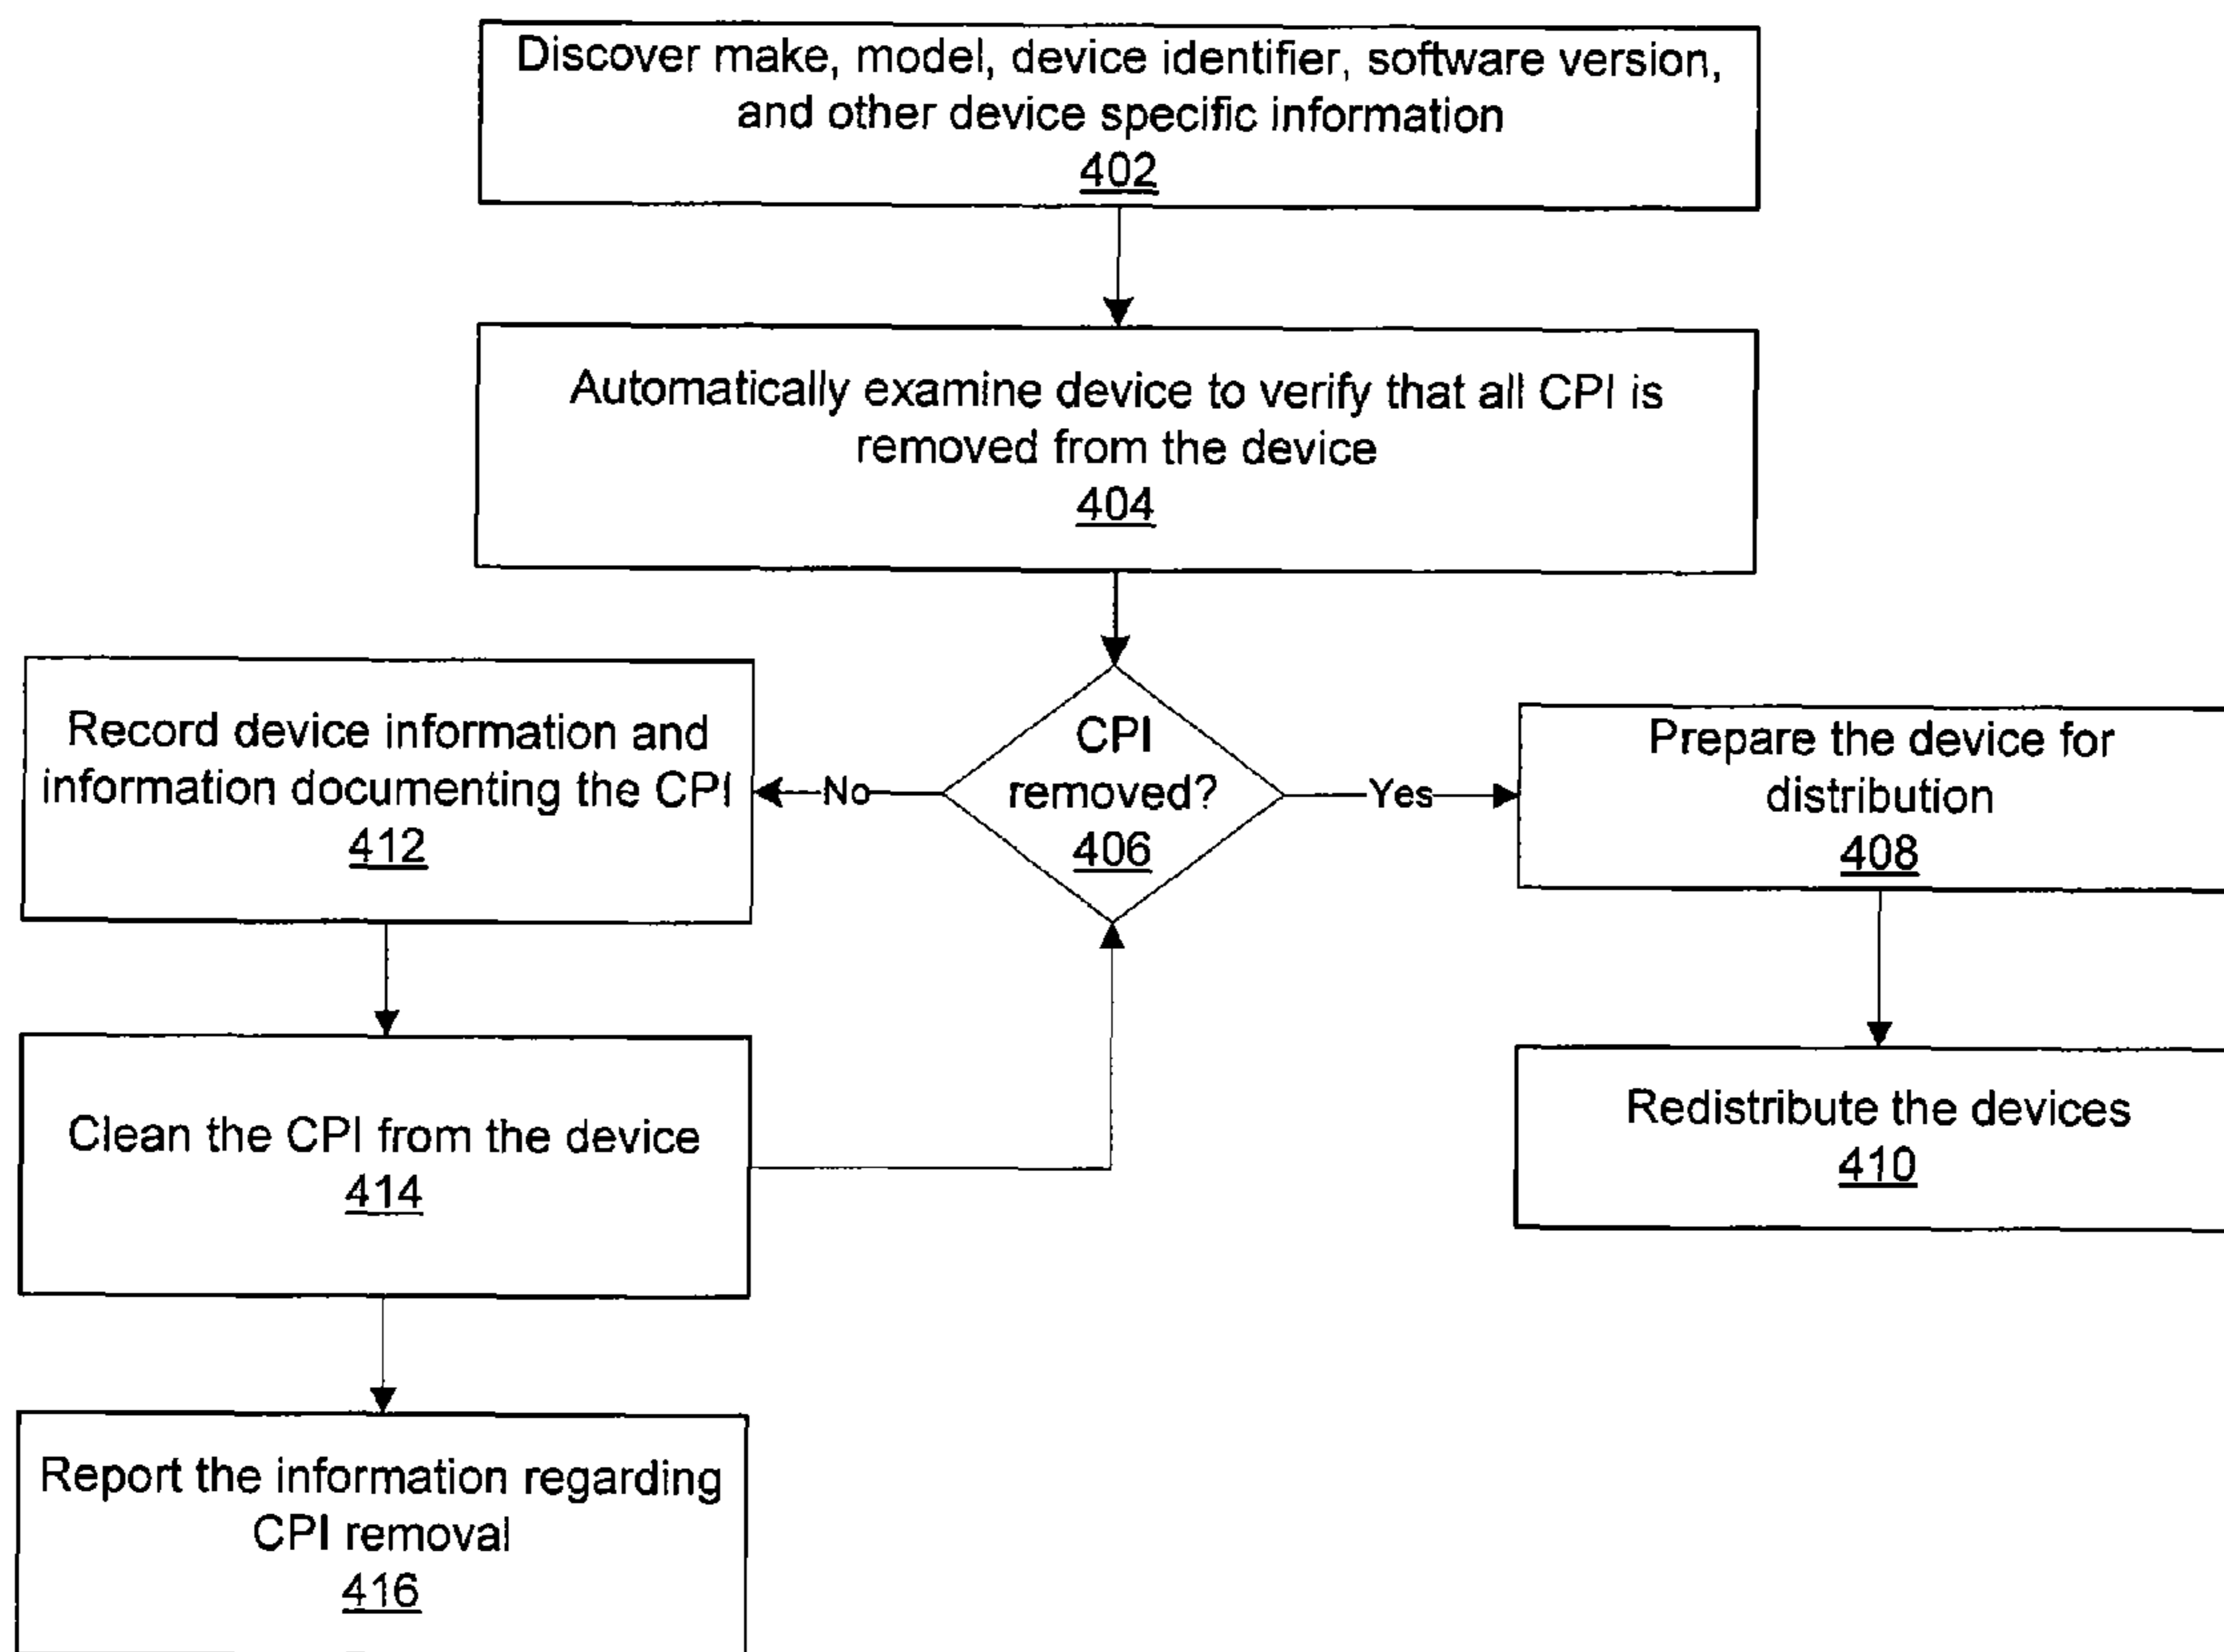 Discover make, model, device identifier, software version,
and other device specific information
402
Automatically examine device to verify that all CPI is
removed from the device
404
CPI
removed?
406
No
Yes
Record device information and
information documenting the CPI
412
Prepare the device for
distribution
408
Clean the CPI from the device
414
Redistribute the devices
410
Report the information regarding
CPI removal
416